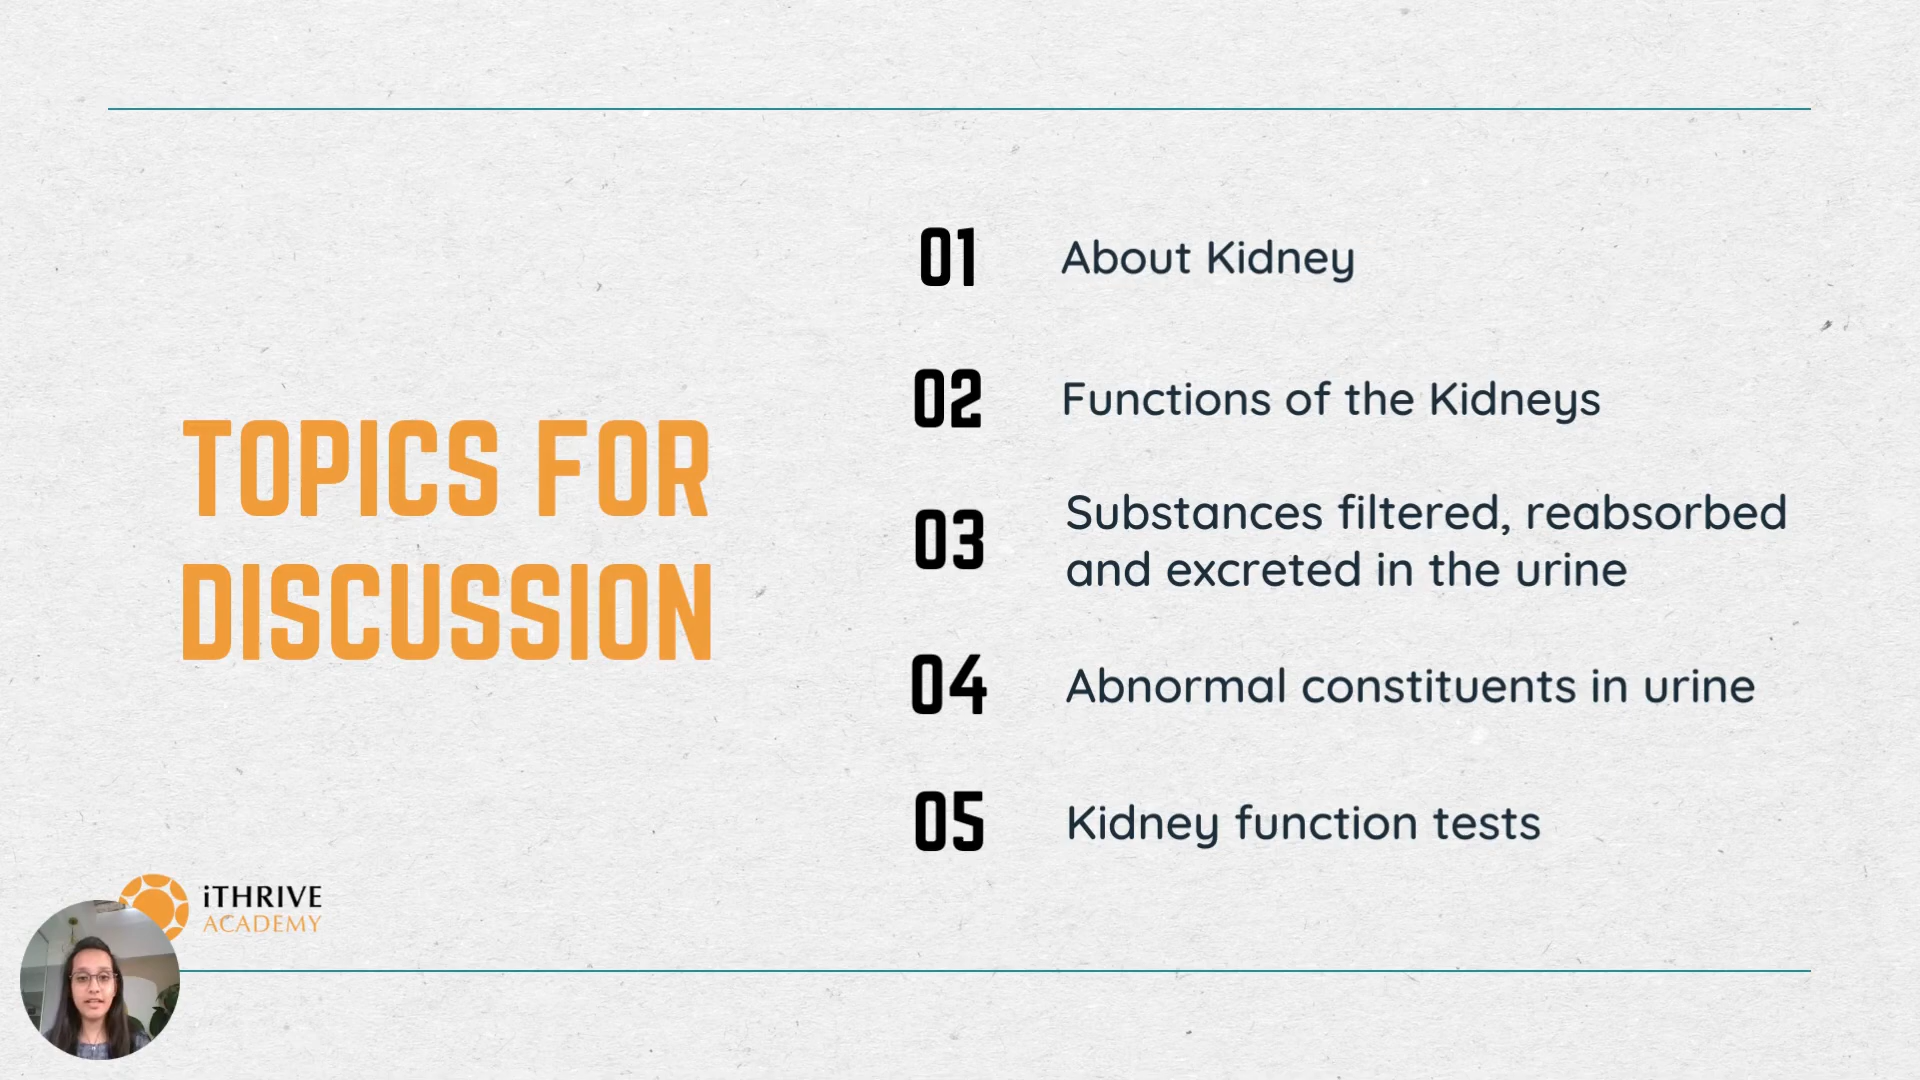 TOPICS FOR
DISCUSSION
01
About Kidney
02
Functions of the Kidneys
03
Substances filtered, reabsorbed
and excreted in the urine
04
Abnormal constituents in urine
05
Kidney function tests
iTHRIVE
ACADEMY